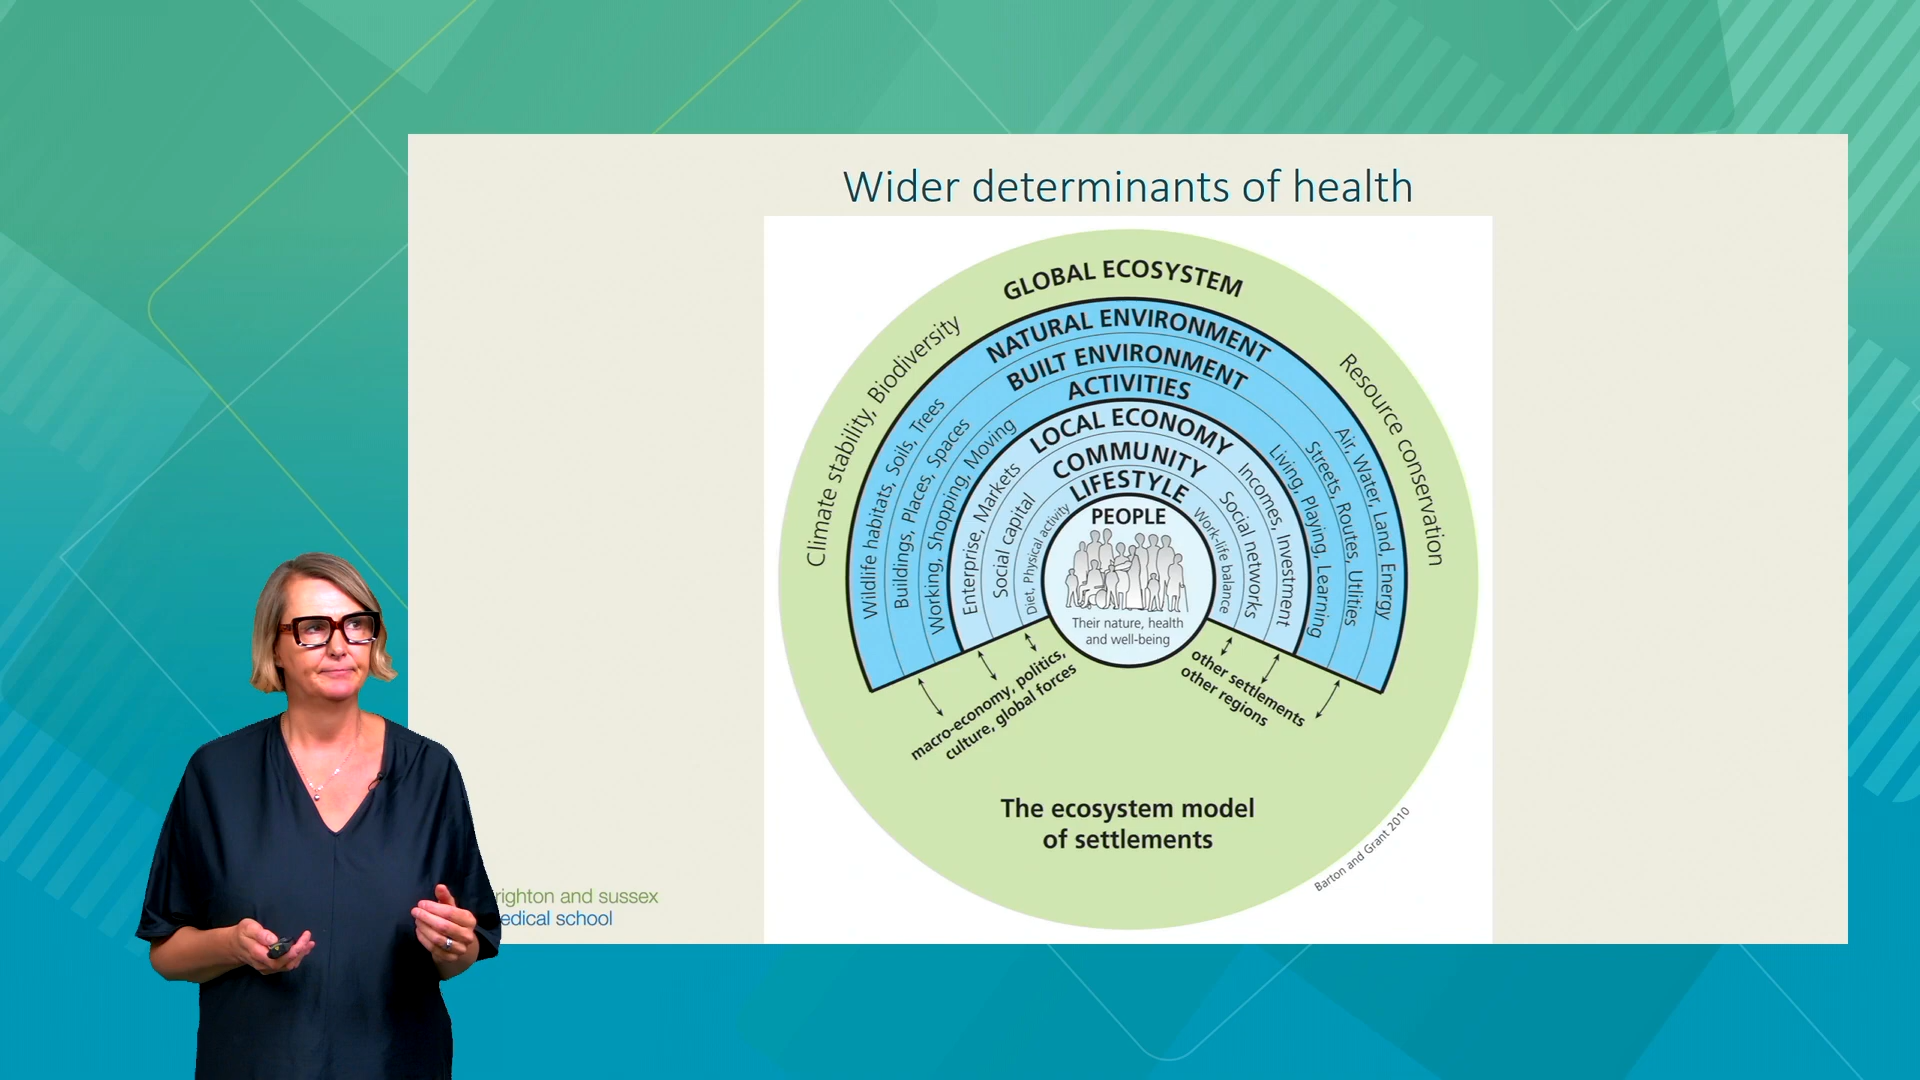 Wider determinants of health
GLOBAL ECOSYSTEM
Climate stability, Biodiversity
Resource conservation
NATURAL ENVIRONMENT
Wildlife habitats, Soils, Trees
Air, Water, Land, Energy
BUILT ENVIRONMENT
Buildings, Places, Spaces
Streets, Routes, Utlities
ACTIVITIES
Working, Shopping, Moving
Living, Playing, Learning
LOCAL ECONOMY
Enterprise, Markets
Incomes, Investment
COMMUNITY
Social capital
Social networks
LIFESTYLE
Diet, Physical activity
Work-life balance
PEOPLE
Their nature, health
and well-being
macro-economy, politics,
culture, global forces
other settlements
other regions
The ecosystem model
of settlements
Barton and Grant 2010
righton and sussex
edical school